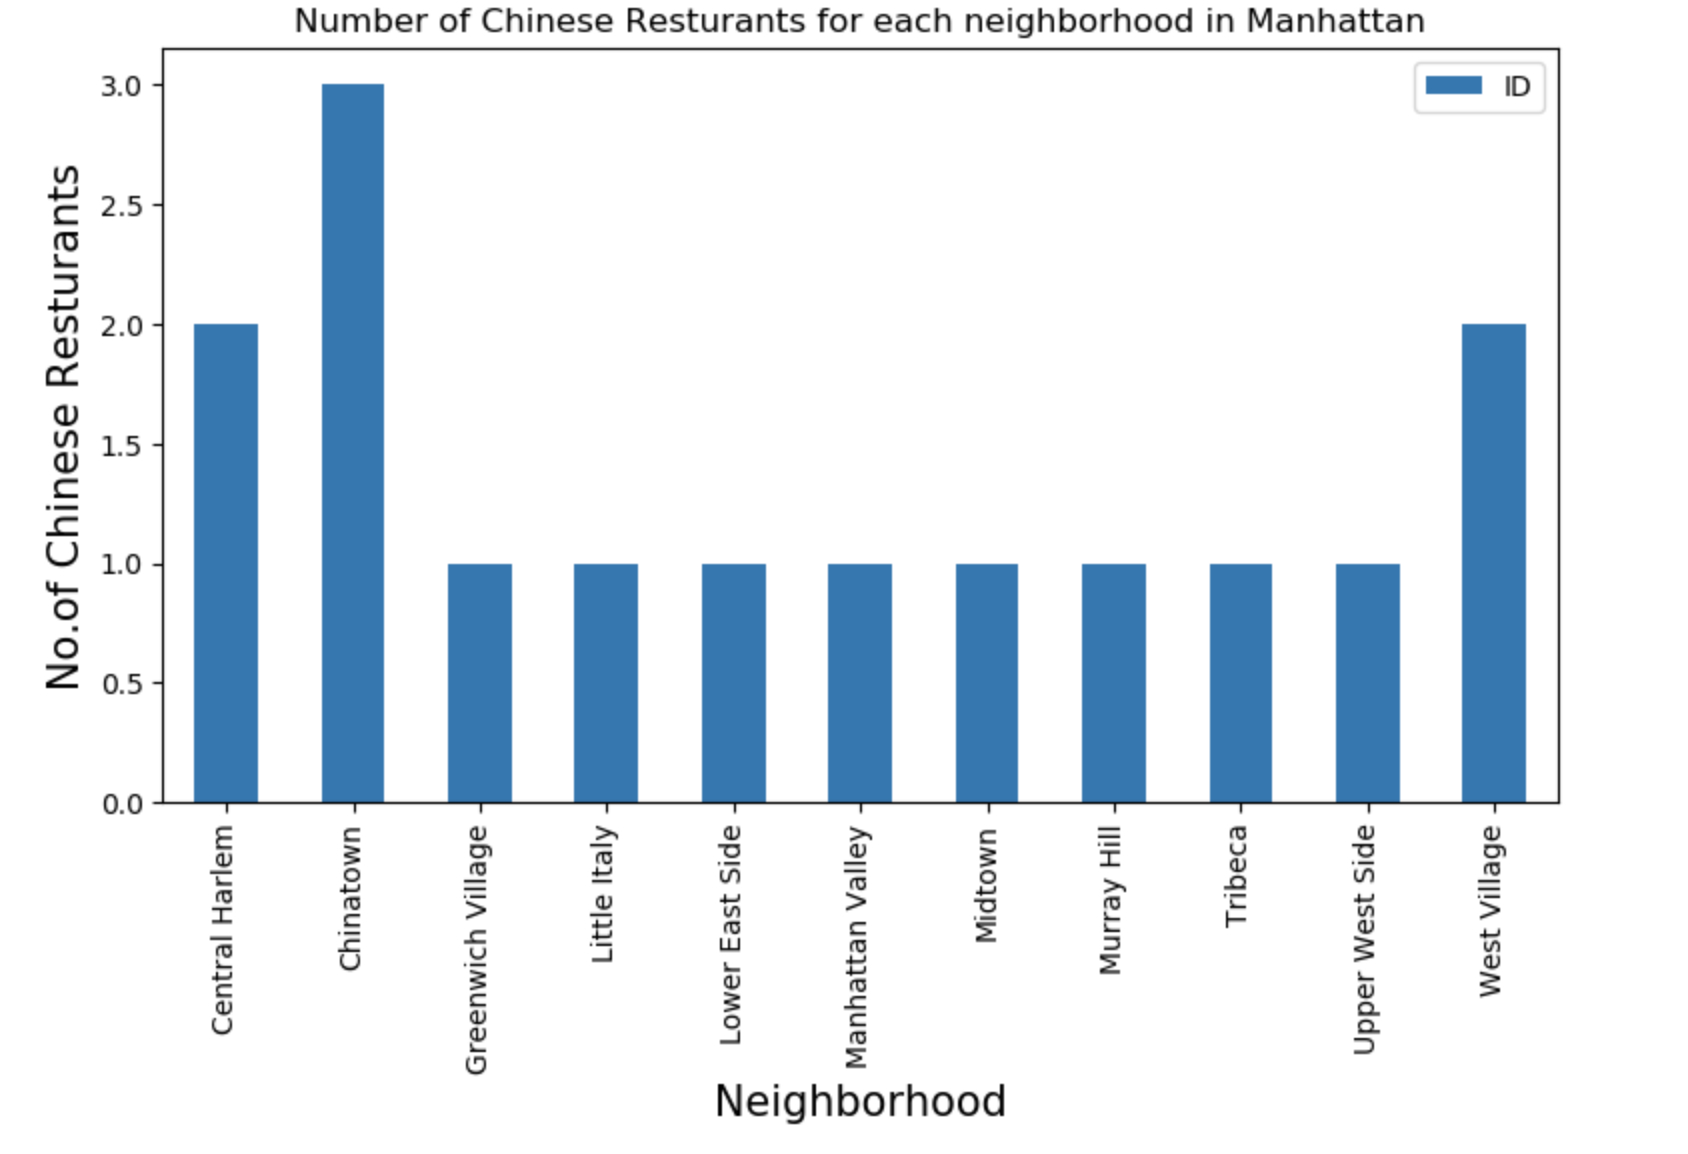 Number of Chinese Resturants for each neighborhood in Manhattan
ID
No.of Chinese Resturants
3.0
2.5
2.0
1.5
1.0
0.5
0.0
Central Harlem
Chinatown
Greenwich Village
Little Italy
Lower East Side
Manhattan Valley
Midtown
Murray Hill
Tribeca
Upper West Side
West Village
Neighborhood